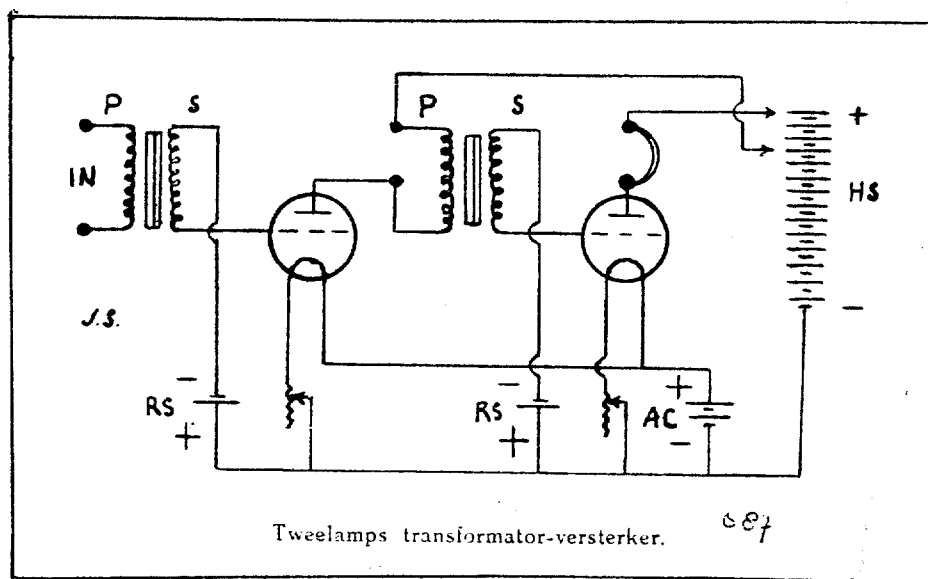 P S P S
+
IN HS
J.S. -
- - +
RS RS AC
+ + -
Tweelamps transformator-versterker.